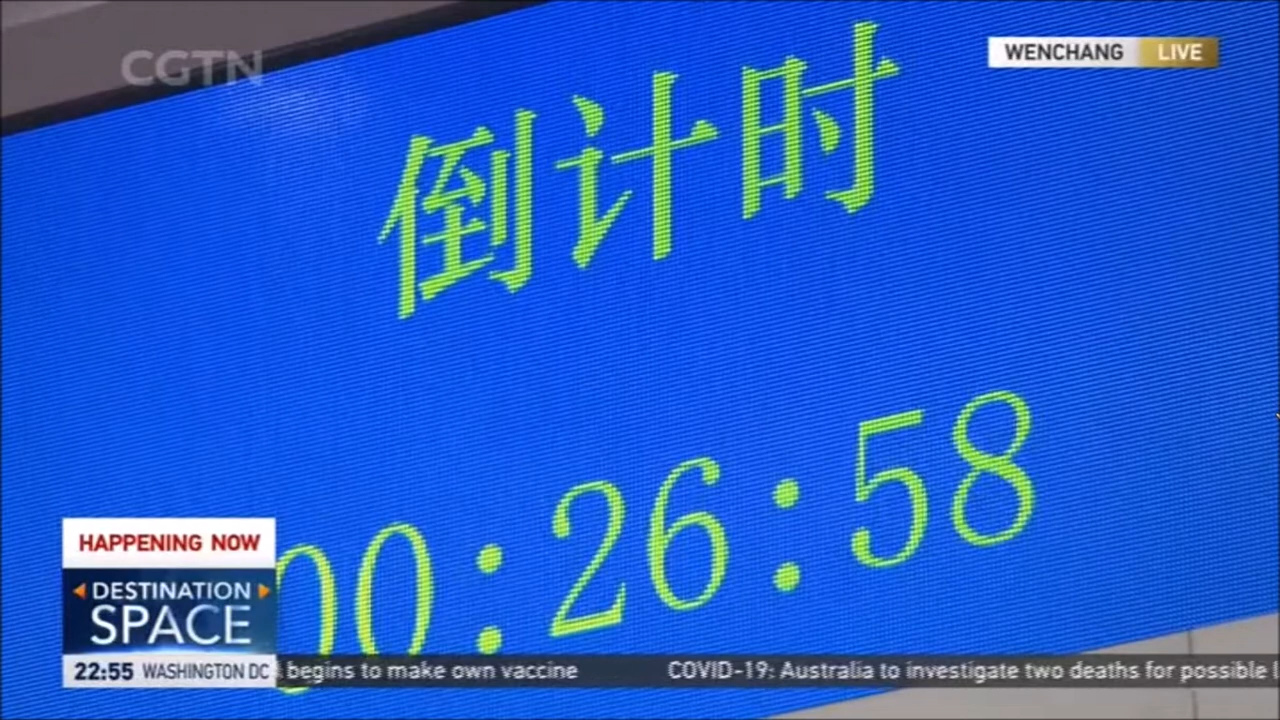 CGTN
WENCHANG LIVE
倒计时
00:26:58
HAPPENING NOW
DESTINATION
SPACE
22:55 WASHINGTON DC
begins to make own vaccine COVID-19: Australia to investigate two deaths for possible